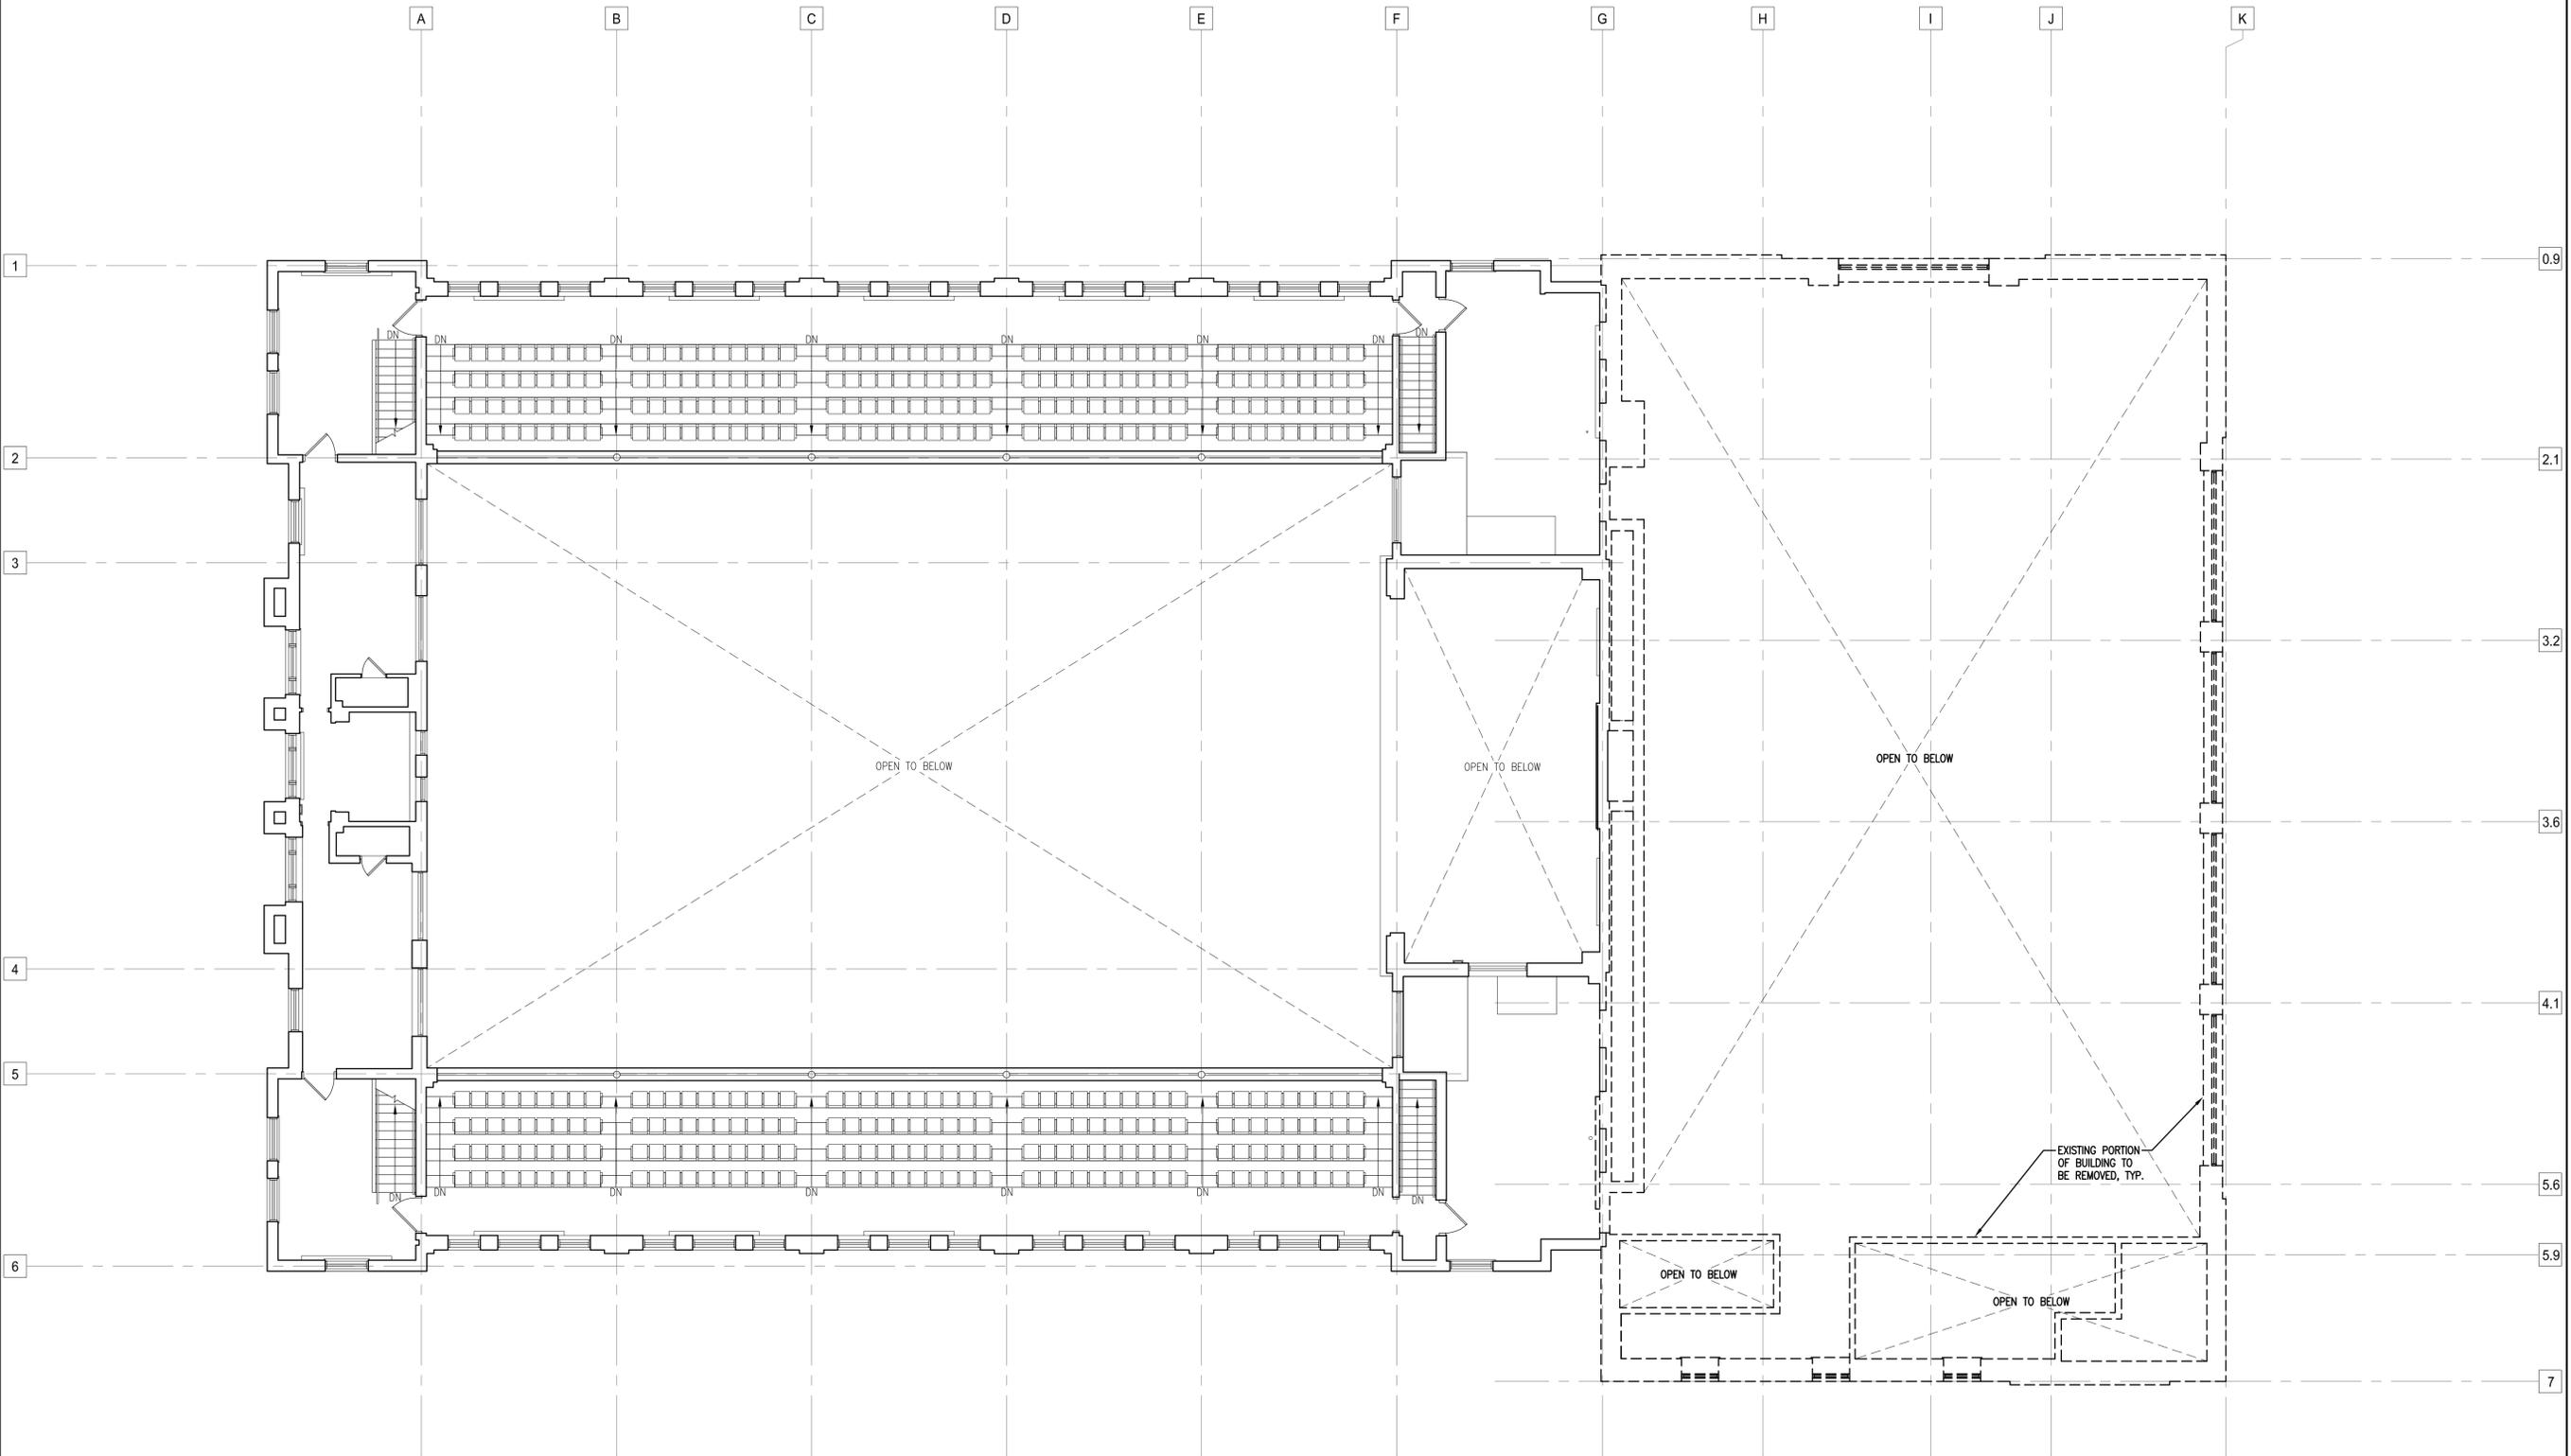 A B C D E F G H I J K
1 0.9
DN
DN DN DN DN DN DN DN DN
2 2.1
3
3.2
OPEN TO BELOW
OPEN TO BELOW
OPEN TO BELOW
3.6
4
4.1
5
EXISTING PORTION
OF BUILDING TO
BE REMOVED, TYP.
5.6
DN DN DN DN DN DN DN DN
5.9
6
OPEN TO BELOW
OPEN TO BELOW
7